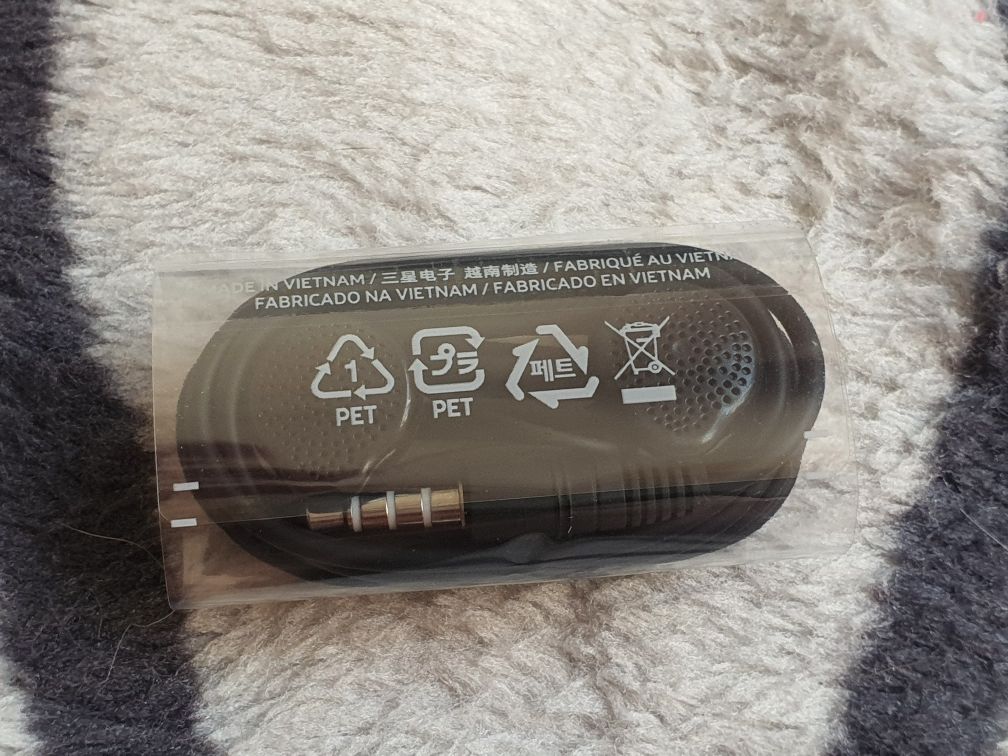 MADE IN VIETNAM / 三星电子 越南制造 / FABRIQUÉ AU VIETNAM
FABRICADO NA VIETNAM / FABRICADO EN VIETNAM
1 プラ 페트
PET PET